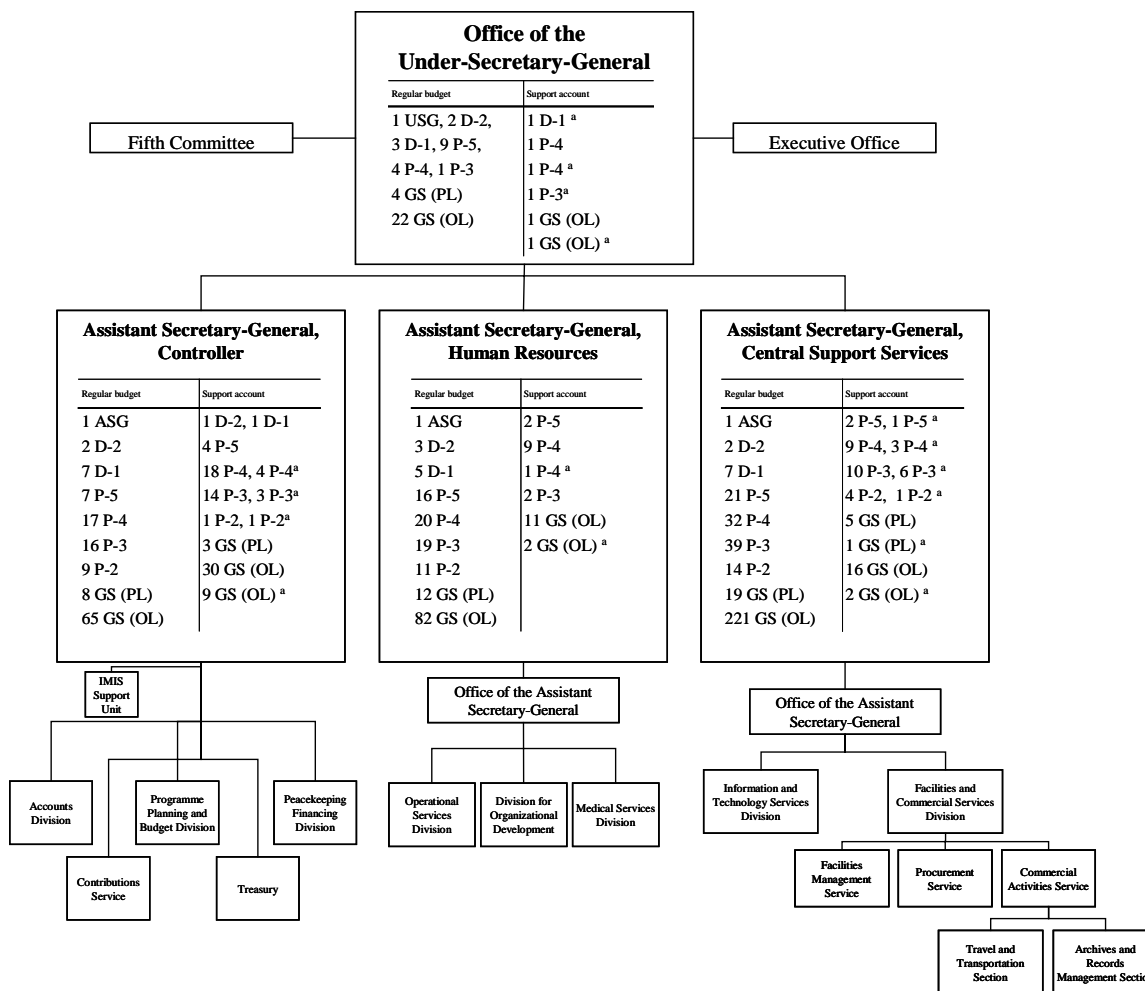 Office of the
Under-Secretary-General
Regular budget Support account
1 USG, 2 D-2, 1 D-1 ª
3 D-1, 9 P-5, 1 P-4
4 P-4, 1 P-3 1 P-4 ª
4 GS (PL) 1 P-3ª
22 GS (OL) 1 GS (OL)
1 GS (OL) ª
Fifth Committee
Executive Office
Assistant Secretary-General,
Controller
Regular budget Support account
1 ASG 1 D-2, 1 D-1
2 D-2 4 P-5
7 D-1 18 P-4, 4 P-4ª
7 P-5 14 P-3, 3 P-3ª
17 P-4 1 P-2, 1 P-2ª
16 P-3 3 GS (PL)
9 P-2 30 GS (OL)
8 GS (PL) 9 GS (OL) ª
65 GS (OL)
Assistant Secretary-General,
Human Resources
Regular budget Support account
1 ASG 2 P-5
3 D-2 9 P-4
5 D-1 1 P-4 ª
16 P-5 2 P-3
20 P-4 11 GS (OL)
19 P-3 2 GS (OL) ª
11 P-2
12 GS (PL)
82 GS (OL)
Assistant Secretary-General,
Central Support Services
Regular budget Support account
1 ASG 2 P-5, 1 P-5 ª
2 D-2 9 P-4, 3 P-4 ª
7 D-1 10 P-3, 6 P-3 ª
21 P-5 4 P-2, 1 P-2 ª
32 P-4 5 GS (PL)
39 P-3 1 GS (PL) ª
14 P-2 16 GS (OL)
19 GS (PL) 2 GS (OL) ª
221 GS (OL)
IMIS
Support
Unit
Accounts
Division
Programme
Planning and
Budget Division
Peacekeeping
Financing
Division
Contributions
Service
Treasury
Office of the Assistant
Secretary-General
Operational
Services
Division
Division for
Organizational
Development
Medical Services
Division
Office of the Assistant
Secretary-General
Information and
Technology Services
Division
Facilities and
Commercial Services
Division
Facilities
Management
Service
Procurement
Service
Commercial
Activities Service
Travel and
Transportation
Section
Archives and
Records
Management Sectio